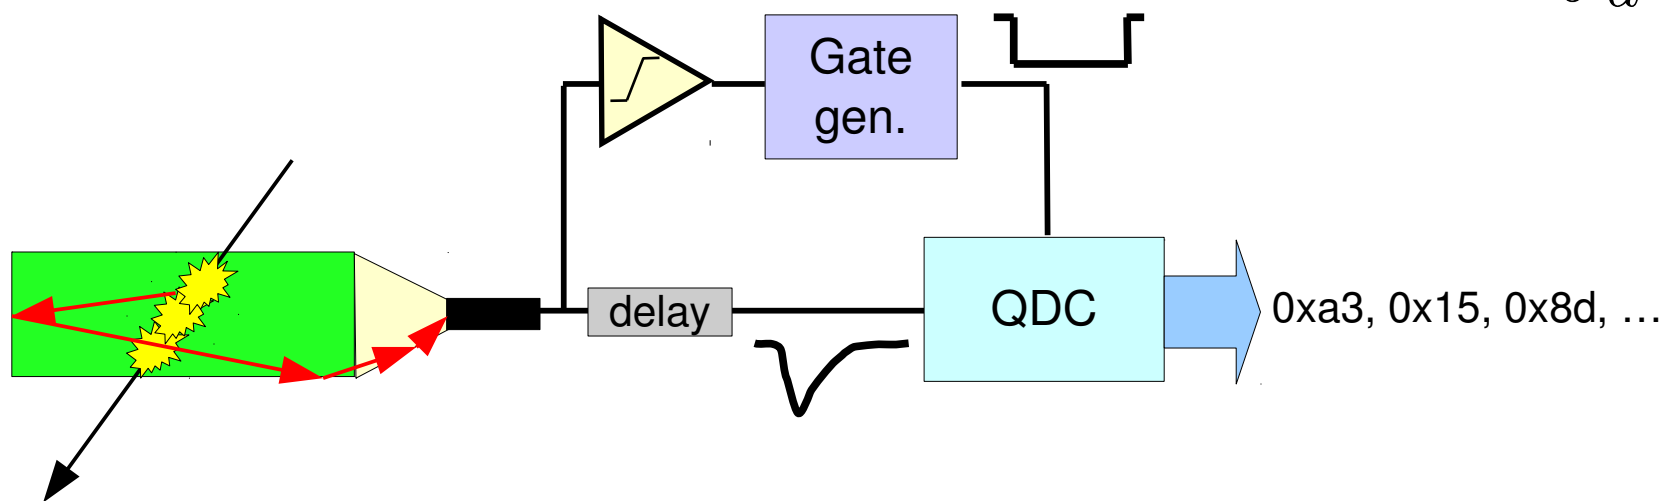 Gate
gen.
delay
QDC
0xa3, 0x15, 0x8d, …